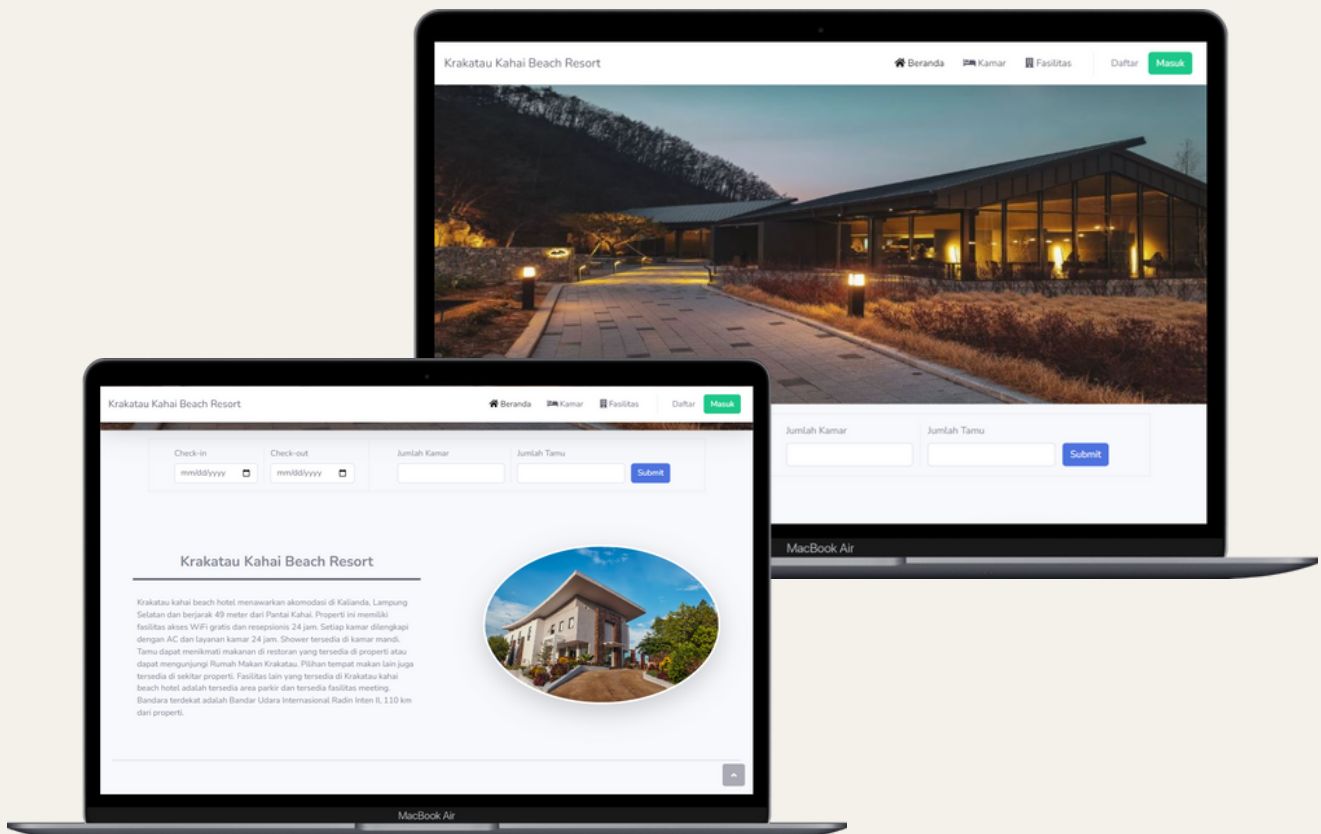 Krakatau Kahai Beach Resort
Beranda
Kamar
Fasilitas
Daftar
Masuk
Jumlah Kamar
Jumlah Tamu
Submit
MacBook Air
Krakatau Kahai Beach Resort
Beranda
Kamar
Fasilitas
Daftar
Masuk
Check-in
Check-out
Jumlah Kamar
Jumlah Tamu
mm/dd/yyyy
mm/dd/yyyy
Submit
Krakatau Kahai Beach Resort
Krakatau kahai beach hotel menawarkan akomodasi di Kalianda, Lampung
Selatan dan berjarak 49 meter dari Pantai Kahai. Properti ini memiliki
fasilitas akses WiFi gratis dan resepsionis 24 jam. Setiap kamar dilengkapi
dengan AC dan layanan kamar 24 jam. Shower tersedia di kamar mandi.
Tamu dapat menikmati makanan di restoran yang tersedia di properti atau
dapat mengunjungi Rumah Makan Krakatau. Pilihan tempat makan lain juga
tersedia di sekitar properti. Fasilitas lain yang tersedia di Krakatau kahai
beach hotel adalah tersedia area parkir dan tersedia fasilitas meeting.
Bandara terdekat adalah Bandar Udara Internasional Radin Inten II, 110 km
dari properti.
MacBook Air